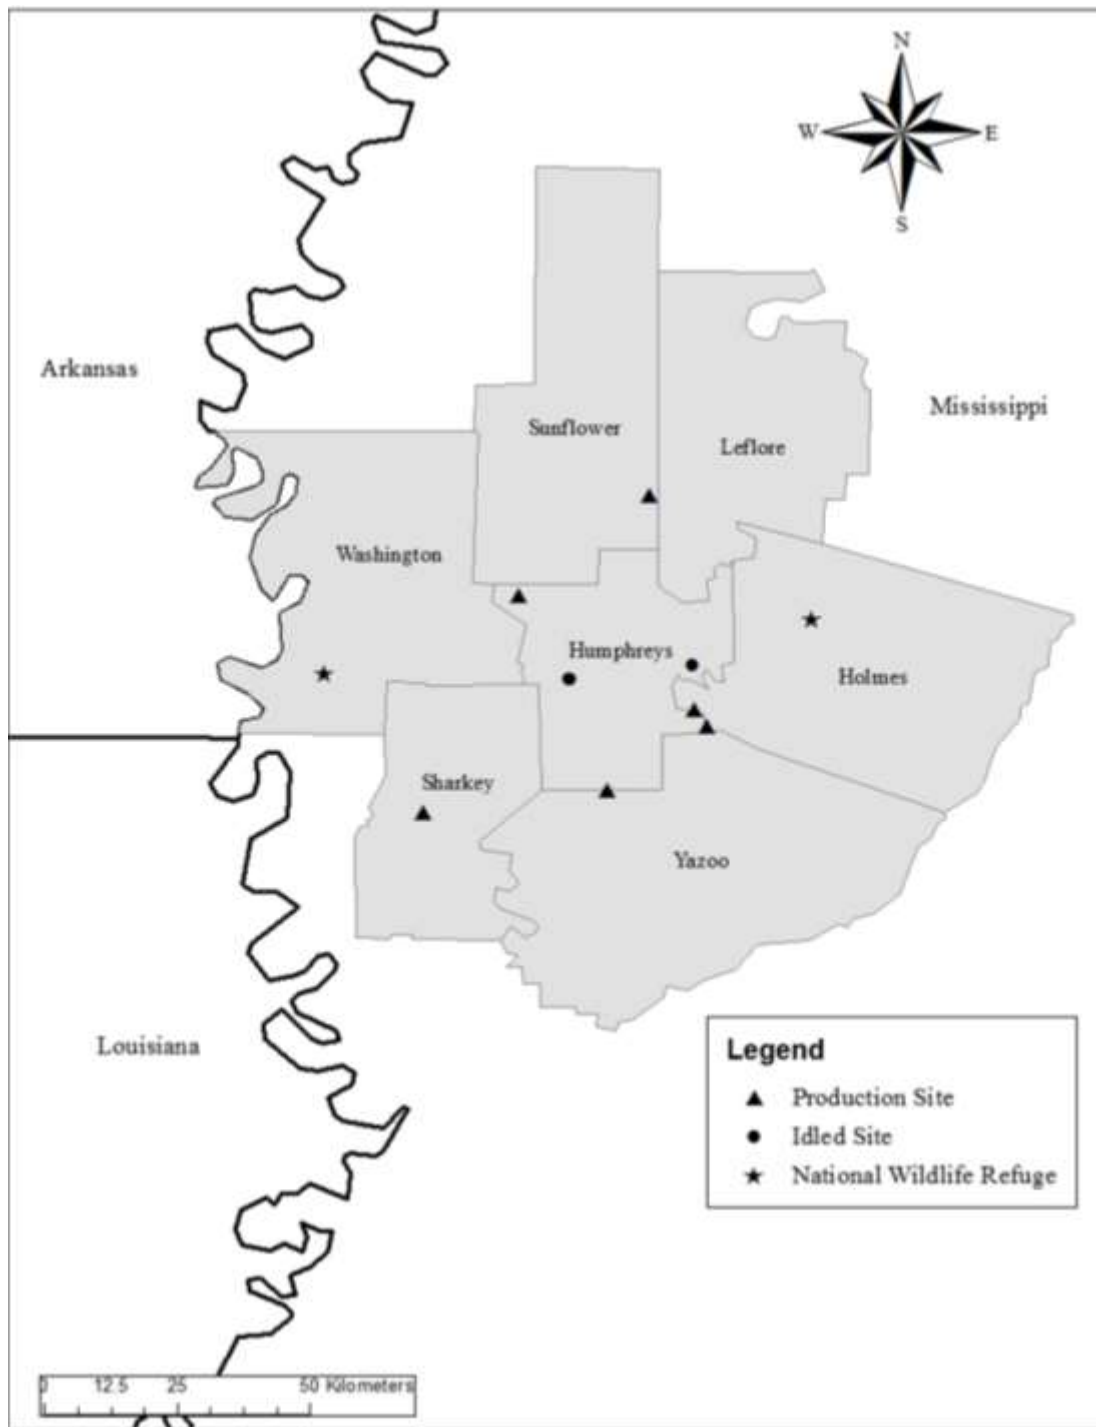 N
W E
S
Arkansas
Mississippi
Sunflower
Leflore
Washington
Humphreys
Holmes
Sharkey
Yazoo
Louisiana
Legend
Production Site
Idled Site
National Wildlife Refuge
0 12.5 25 50 Kilometers